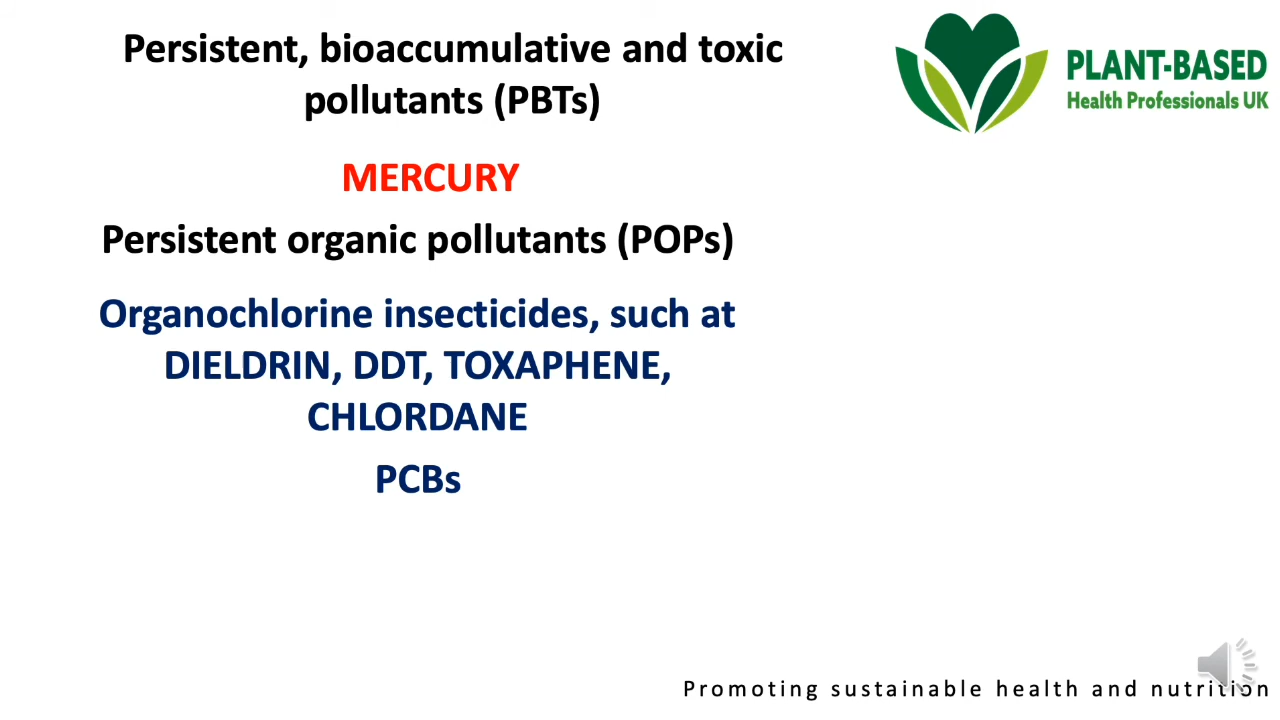 Persistent, bioaccumulative and toxic
pollutants (PBTs)
PLANT-BASED
Health Professionals UK
MERCURY
Persistent organic pollutants (POPs)
Organochlorine insecticides, such at
DIELDRIN, DDT, TOXAPHENE,
CHLORDANE
PCBs
Promoting sustainable health and nutrition